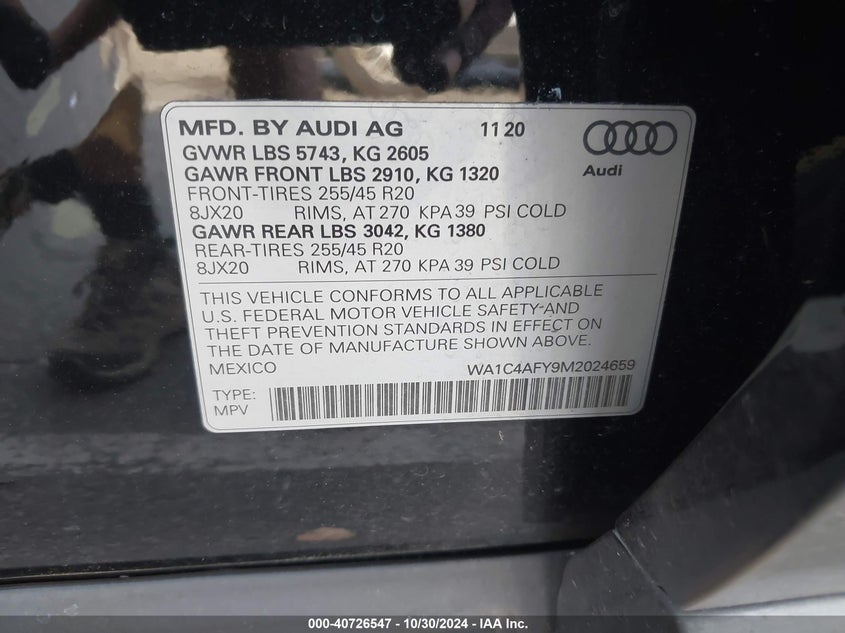 MFD. BY AUDI AG 11 20
GVWR LBS 5743, KG 2605
GAWR FRONT LBS 2910, KG 1320
Audi
FRONT-TIRES 255/45 R20
8JX20 RIMS, AT 270 KPA 39 PSI COLD
GAWR REAR LBS 3042, KG 1380
REAR-TIRES 255/45 R20
8JX20 RIMS, AT 270 KPA 39 PSI COLD
THIS VEHICLE CONFORMS TO ALL APPLICABLE
U.S. FEDERAL MOTOR VEHICLE SAFETY AND
THEFT PREVENTION STANDARDS IN EFFECT ON
THE DATE OF MANUFACTURE SHOWN ABOVE.
MEXICO WA1C4AFY9M2024659
TYPE:
MPV
000-40726547 - 10/30/2024 - IAA Inc.